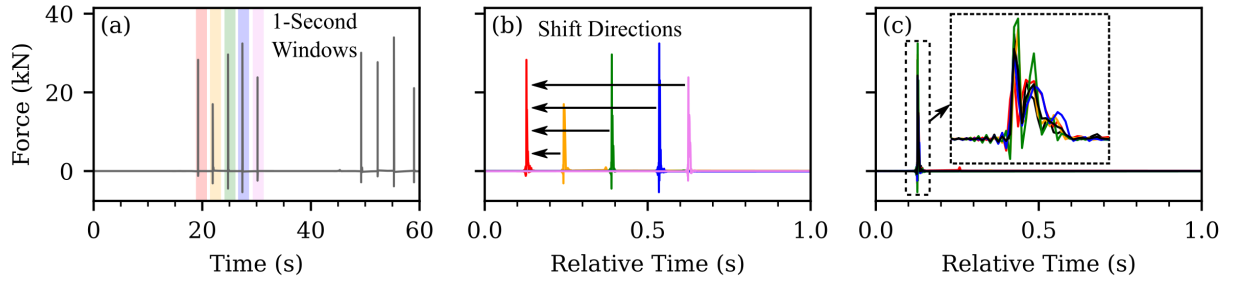 (a)
1-Second
Windows
Force (kN)
40
20
0
0
20
40
60
Time (s)
(b)
Shift Directions
0.0
0.5
1.0
Relative Time (s)
(c)
0.0
0.5
1.0
Relative Time (s)